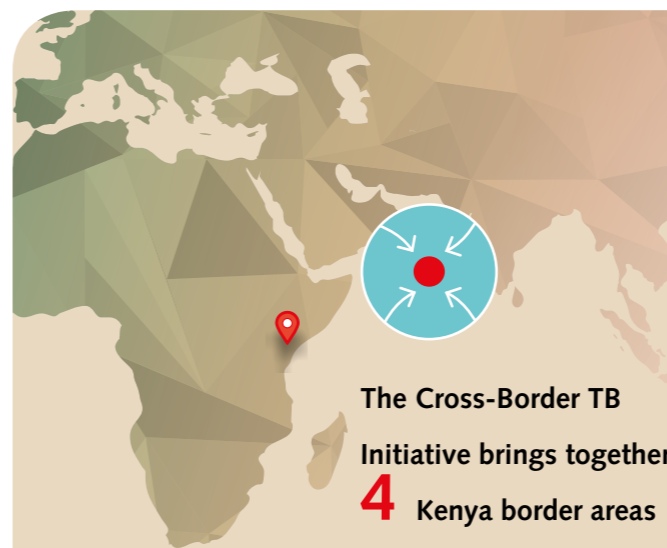 The Cross-Border TB
Initiative brings together
4 Kenya border areas